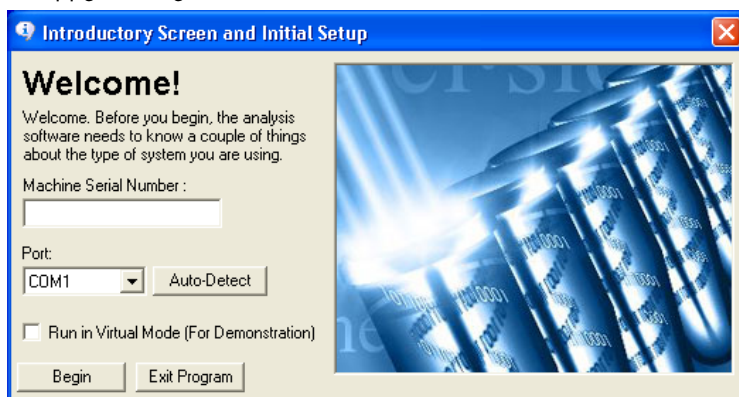 Introductory Screen and Initial Setup
Welcome!
Welcome. Before you begin, the analysis
software needs to know a couple of things
about the type of system you are using.
Machine Serial Number :
Port:
COM1
Auto-Detect
Run in Virtual Mode (For Demonstration)
Begin
Exit Program